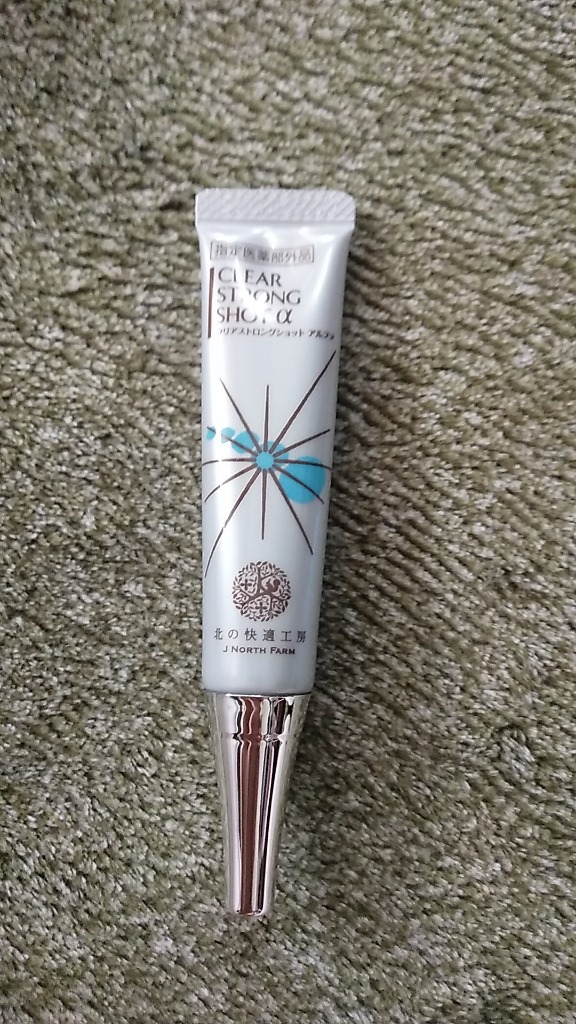 指定医薬部外品
CLEAR
STRONG
SHOT α
クリアストロングショット アルファ
北の快適工房
J NORTH FARM